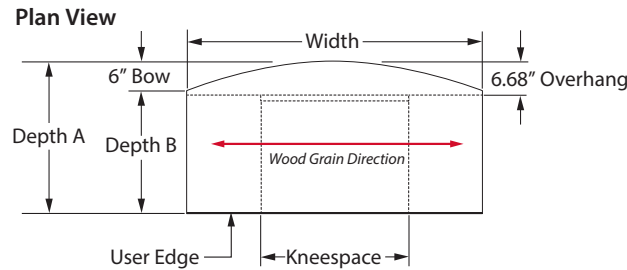 Plan View
Width
6” Bow
6.68” Overhang
Depth A
Depth B
Wood Grain Direction
User Edge
Kneespace